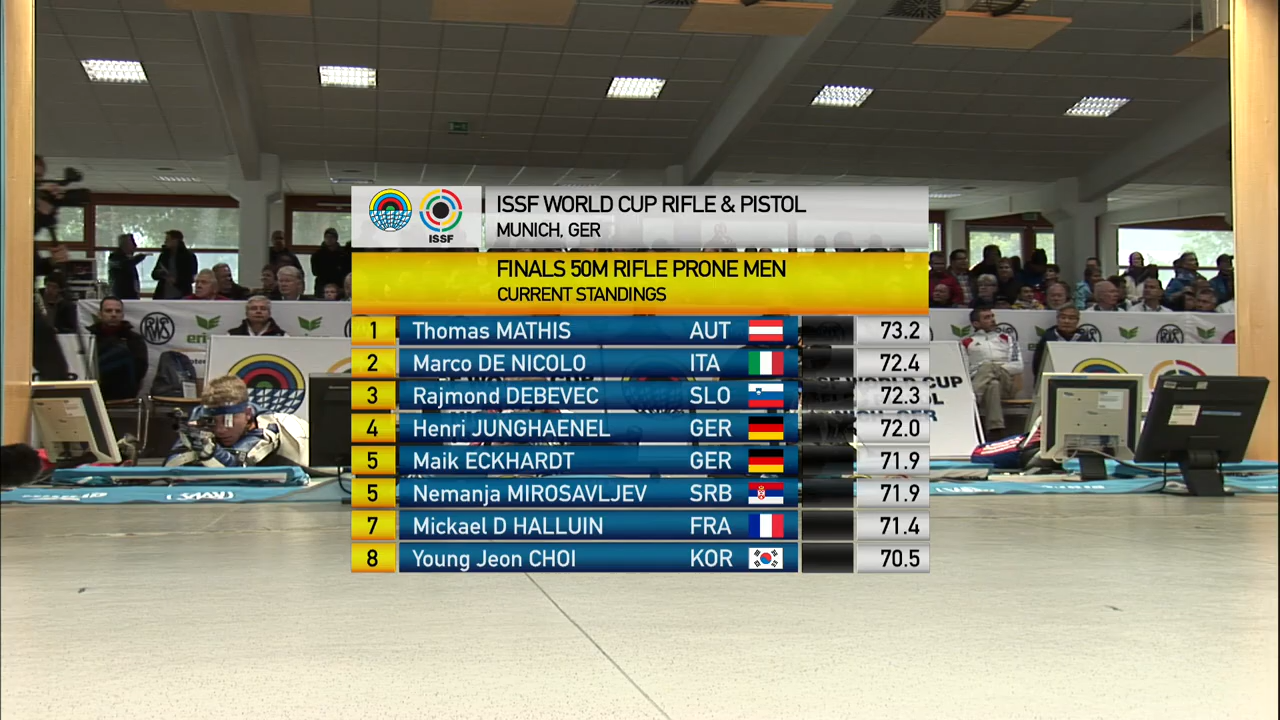 ISSF
ISSF WORLD CUP RIFLE & PISTOL
MUNICH, GER
FINALS 50M RIFLE PRONE MEN
CURRENT STANDINGS
1 Thomas MATHIS AUT 73.2
2 Marco DE NICOLO ITA 72.4
3 Rajmond DEBEVEC SLO 72.3
4 Henri JUNGHAENEL GER 72.0
5 Maik ECKHARDT GER 71.9
5 Nemanja MIROSAVLJEV SRB 71.9
7 Mickael D HALLUIN FRA 71.4
8 Young Jeon CHOI KOR 70.5
RWS